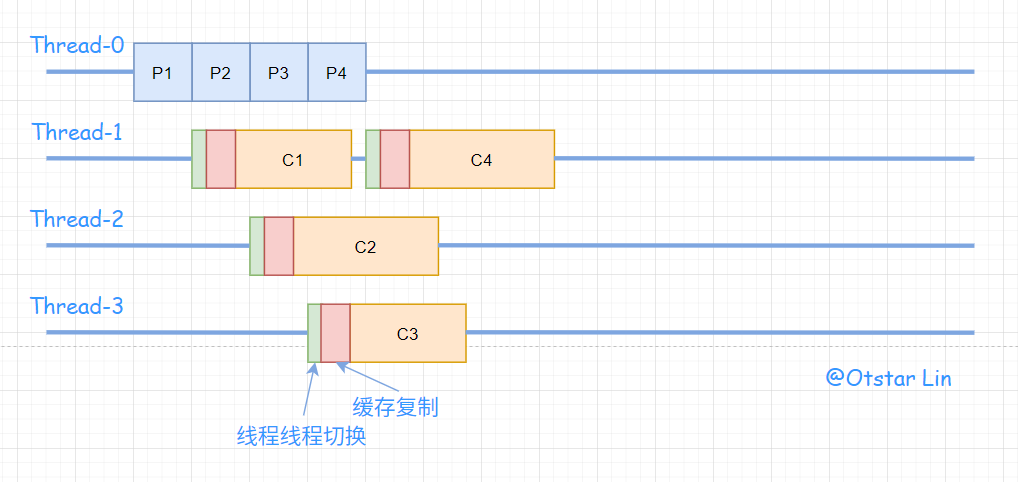 Thread-0
P1 P2 P3 P4
Thread-1
C1 C4
Thread-2
C2
Thread-3
C3
@Otstar Lin
缓存复制
线程线程切换